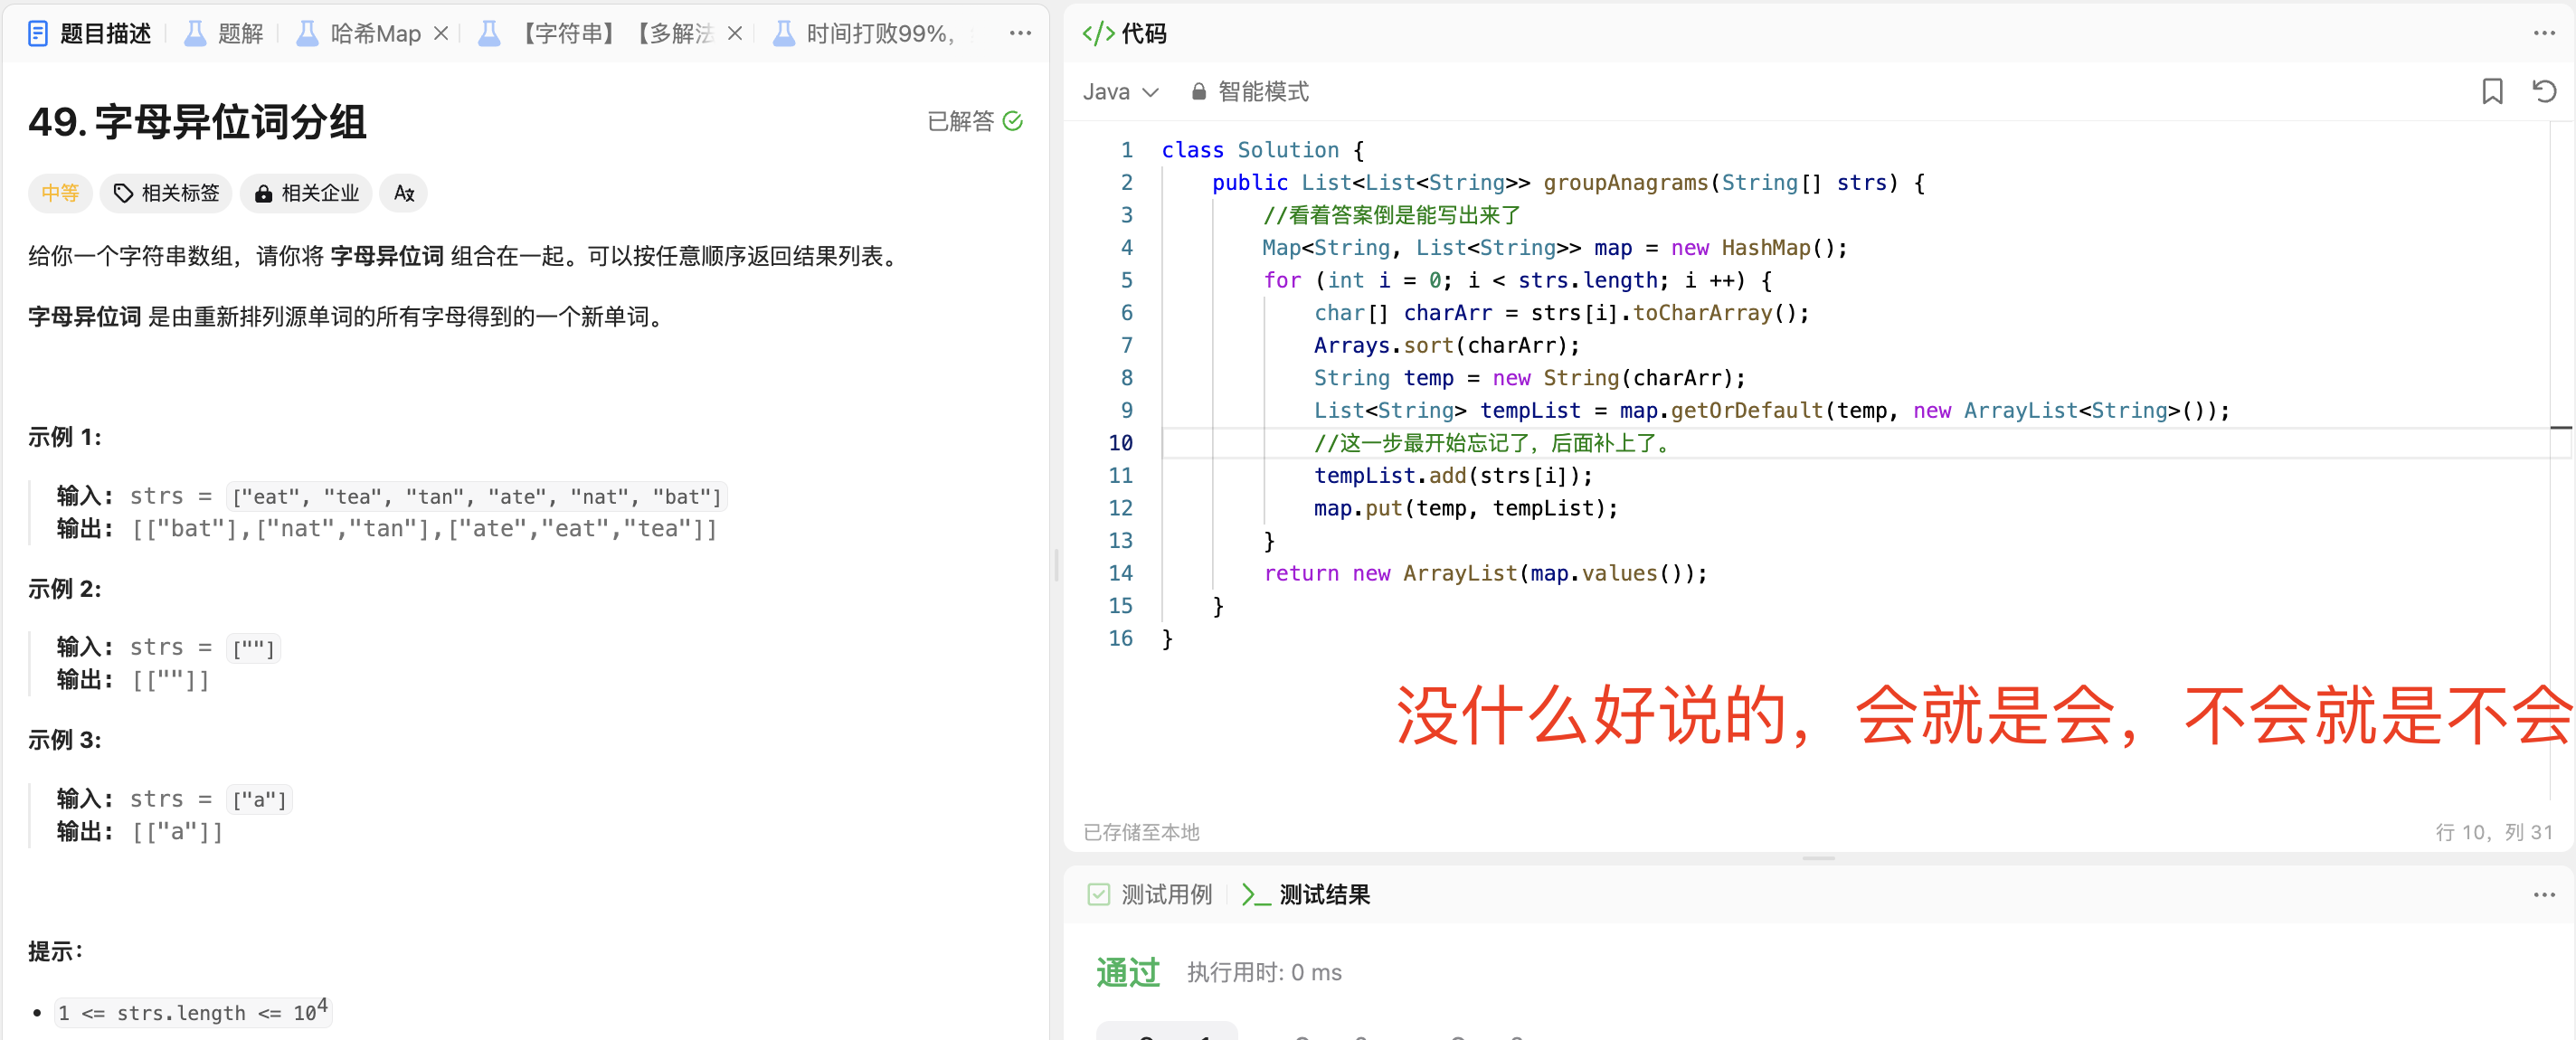 题目描述 题解 哈希Map 【字符串】【多解法 时间打败99%,
49. 字母异位词分组
已解答
中等 相关标签 相关企业
给你一个字符串数组，请你将 字母异位词 组合在一起。可以按任意顺序返回结果列表。
字母异位词 是由重新排列源单词的所有字母得到的一个新单词。
示例 1:
输入: strs = ["eat", "tea", "tan", "ate", "nat", "bat"]
输出: [["bat"],["nat","tan"],["ate","eat","tea"]]
示例 2:
输入: strs = [""]
输出: [[""]]
示例 3:
输入: strs = ["a"]
输出: [["a"]]
提示：
1 <= strs.length <= 10⁴
</> 代码
Java 智能模式
1 class Solution {
2 public List<List<String>> groupAnagrams(String[] strs) {
3 //看着答案倒是能写出来了
4 Map<String, List<String>> map = new HashMap();
5 for (int i = 0; i < strs.length; i ++) {
6 char[] charArr = strs[i].toCharArray();
7 Arrays.sort(charArr);
8 String temp = new String(charArr);
9 List<String> tempList = map.getOrDefault(temp, new ArrayList<String>());
10 //这一步最开始忘记了，后面补上了。
11 tempList.add(strs[i]);
12 map.put(temp, tempList);
13 }
14 return new ArrayList(map.values());
15 }
16 }
没什么好说的，会就是会，不会就是不会
已存储至本地
行 10，列 31
测试用例 测试结果
通过 执行用时: 0 ms